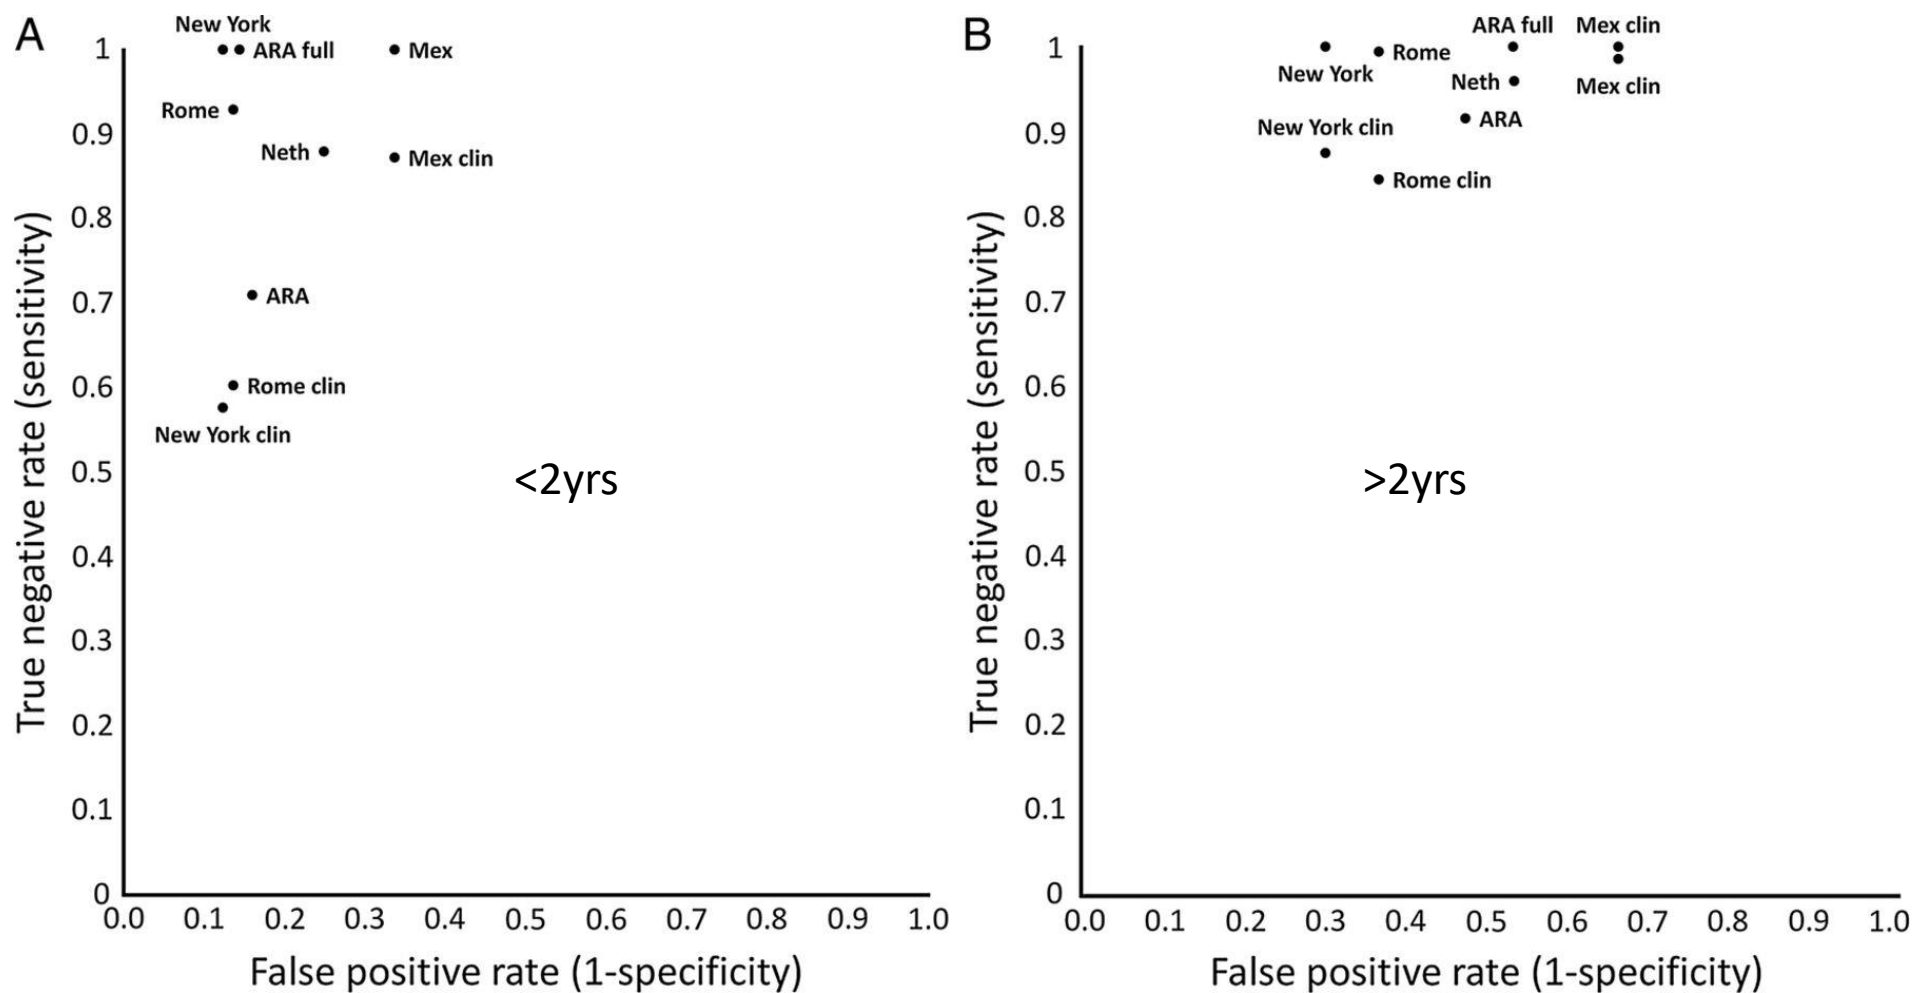 A
New York
ARA full
Mex
Rome
Neth
Mex clin
ARA
Rome clin
New York clin
<2yrs
True negative rate (sensitivity)
1
0.9
0.8
0.7
0.6
0.5
0.4
0.3
0.2
0.1
0
0.0 0.1 0.2 0.3 0.4 0.5 0.6 0.7 0.8 0.9 1.0
False positive rate (1-specificity)
B
ARA full
Mex clin
New York
Rome
Neth
Mex clin
ARA
New York clin
Rome clin
>2yrs
True negative rate (sensitivity)
1
0.9
0.8
0.7
0.6
0.5
0.4
0.3
0.2
0.1
0
0.0 0.1 0.2 0.3 0.4 0.5 0.6 0.7 0.8 0.9 1.0
False positive rate (1-specificity)